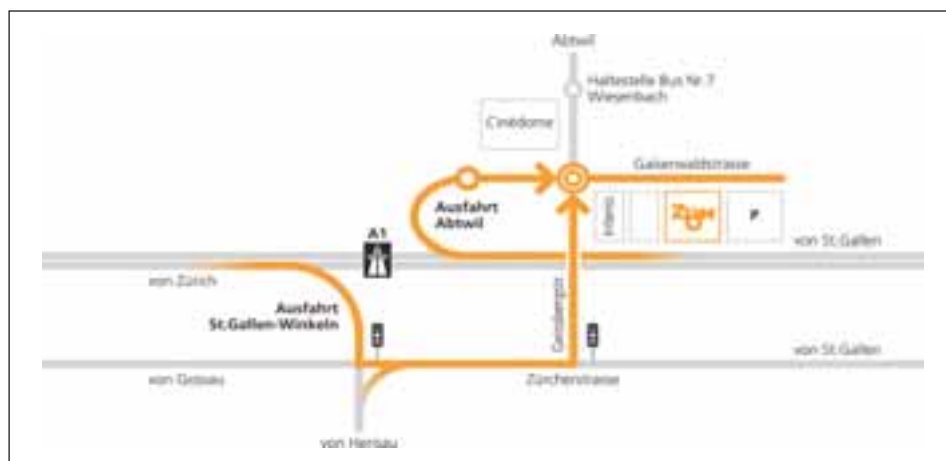 Abtwil
Haltestelle Bus Nr. 7
Wiesenbach
Cinédome
Gaiserwaldstrasse
Ausfahrt
Abtwil
P
A1
von St.Gallen
von Zürich
Ausfahrt
St.Gallen-Winkeln
von St.Gallen
von Gossau
Zürcherstrasse
von Herisau